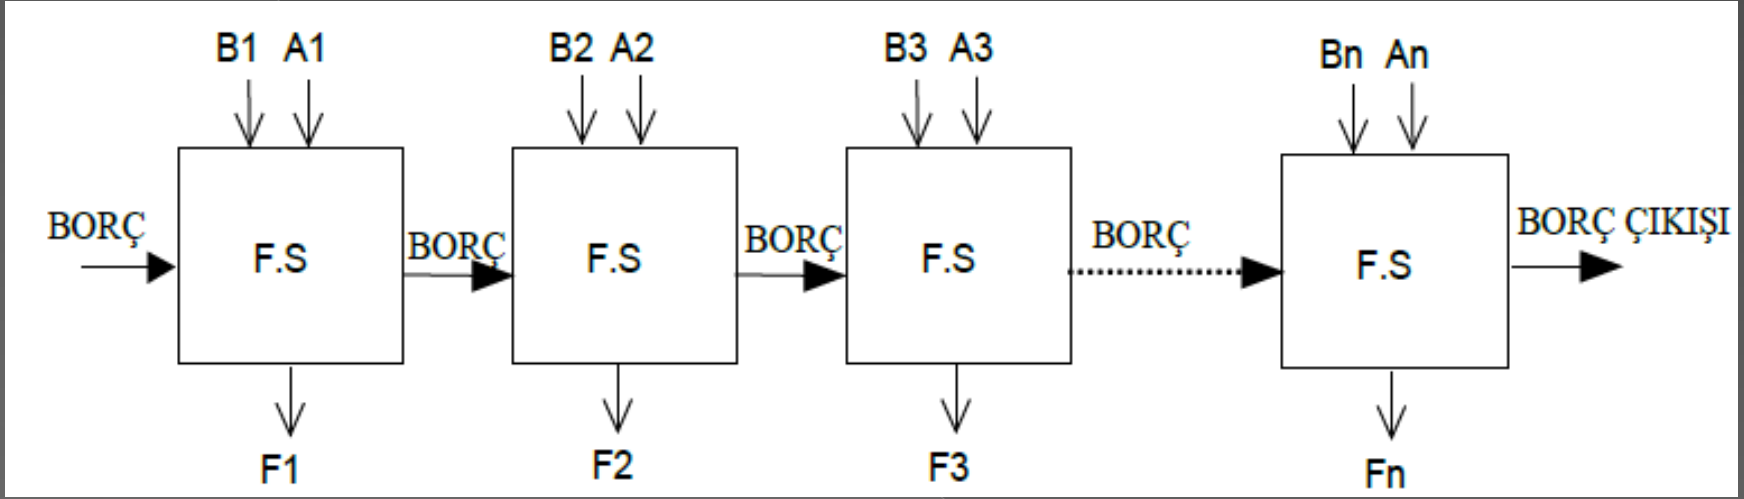 B1 A1 B2 A2 B3 A3 Bn An
BORÇ F.S BORÇ F.S BORÇ F.S BORÇ F.S BORÇ ÇIKIŞI
F1 F2 F3 Fn